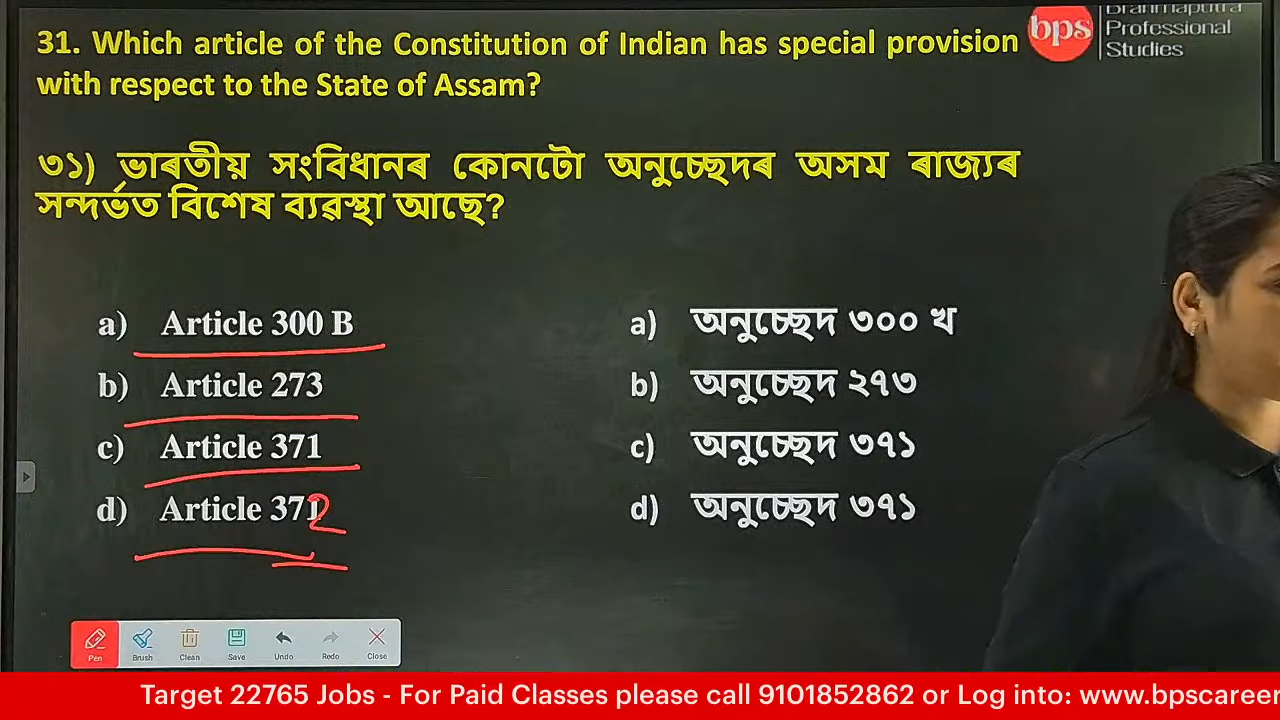 31. Which article of the Constitution of Indian has special provision
with respect to the State of Assam?
bps
Brahmaputra
Professional
Studies
৩১) ভাৰতীয় সংবিধানৰ কোনটো অনুচ্ছেদৰ অসম ৰাজ্যৰ
সন্দৰ্ভত বিশেষ ব্যৱস্থা আছে?
a) Article 300 B
b) Article 273
c) Article 371
d) Article 371
2
a) অনুচ্ছেদ ৩০০ খ
b) অনুচ্ছেদ ২৭৩
c) অনুচ্ছেদ ৩৭১
d) অনুচ্ছেদ ৩৭১
Pen Brush Clean Save Undo Redo Close
Target 22765 Jobs - For Paid Classes please call 9101852862 or Log into: www.bpscareer